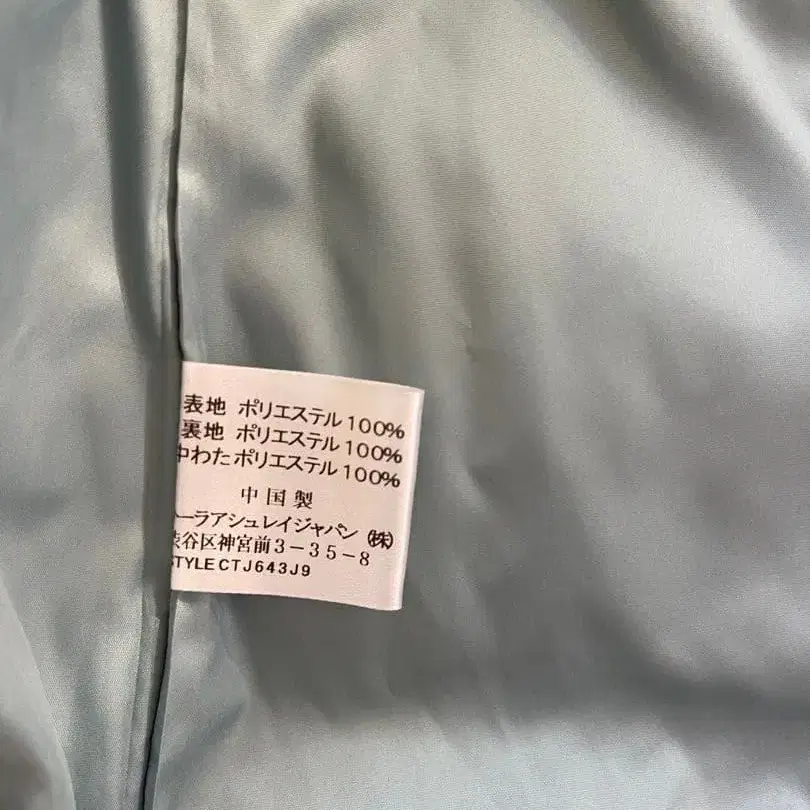 表地 ポリエステル100%
裏地 ポリエステル100%
中わたポリエステル100%
中国製
ーラアシュレイジャパン(株)
渋谷区神宮前3-35-8
STYLE CTJ643J9